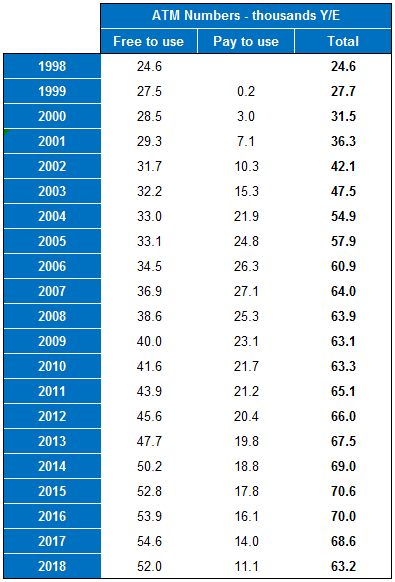 ATM Numbers - thousands Y/E
Free to use Pay to use Total
1998 24.6 24.6
1999 27.5 0.2 27.7
2000 28.5 3.0 31.5
2001 29.3 7.1 36.3
2002 31.7 10.3 42.1
2003 32.2 15.3 47.5
2004 33.0 21.9 54.9
2005 33.1 24.8 57.9
2006 34.5 26.3 60.9
2007 36.9 27.1 64.0
2008 38.6 25.3 63.9
2009 40.0 23.1 63.1
2010 41.6 21.7 63.3
2011 43.9 21.2 65.1
2012 45.6 20.4 66.0
2013 47.7 19.8 67.5
2014 50.2 18.8 69.0
2015 52.8 17.8 70.6
2016 53.9 16.1 70.0
2017 54.6 14.0 68.6
2018 52.0 11.1 63.2